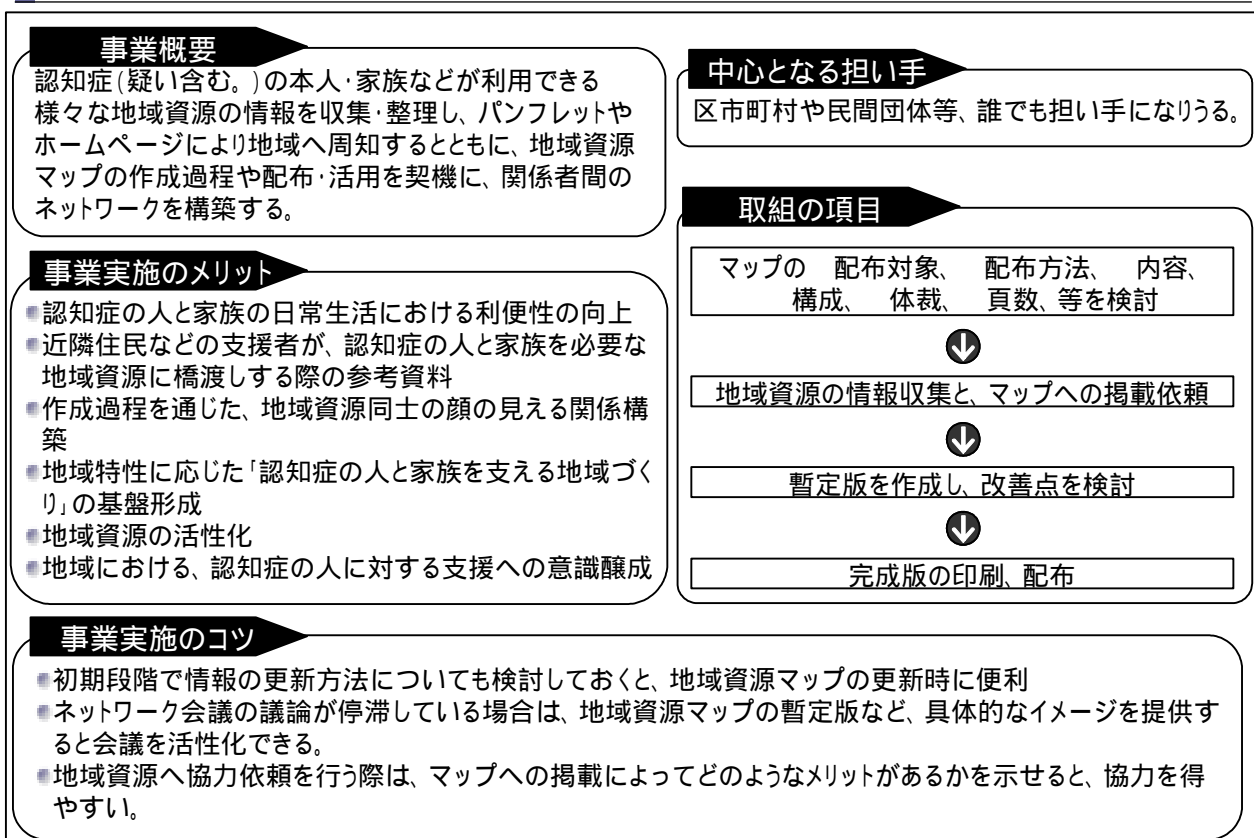 事業概要
認知症(疑い含む。)の本人・家族などが利用できる
様々な地域資源の情報を収集・整理し、パンフレットや
ホームページにより地域へ周知するとともに、地域資源
マップの作成過程や配布・活用を契機に、関係者間の
ネットワークを構築する。
事業実施のメリット
認知症の人と家族の日常生活における利便性の向上
近隣住民などの支援者が、認知症の人と家族を必要な
地域資源に橋渡しする際の参考資料
作成過程を通じた、地域資源同士の顔の見える関係構
築
地域特性に応じた「認知症の人と家族を支える地域づく
り」の基盤形成
地域資源の活性化
地域における、認知症の人に対する支援への意識醸成
中心となる担い手
区市町村や民間団体等、誰でも担い手になりうる。
取組の項目
マップの 配布対象、 配布方法、 内容、
構成、 体裁、 頁数、等を検討
地域資源の情報収集と、マップへの掲載依頼
暫定版を作成し、改善点を検討
完成版の印刷、配布
事業実施のコツ
初期段階で情報の更新方法についても検討しておくと、地域資源マップの更新時に便利
ネットワーク会議の議論が停滞している場合は、地域資源マップの暫定版など、具体的なイメージを提供す
ると会議を活性化できる。
地域資源へ協力依頼を行う際は、マップへの掲載によってどのようなメリットがあるかを示せると、協力を得
やすい。